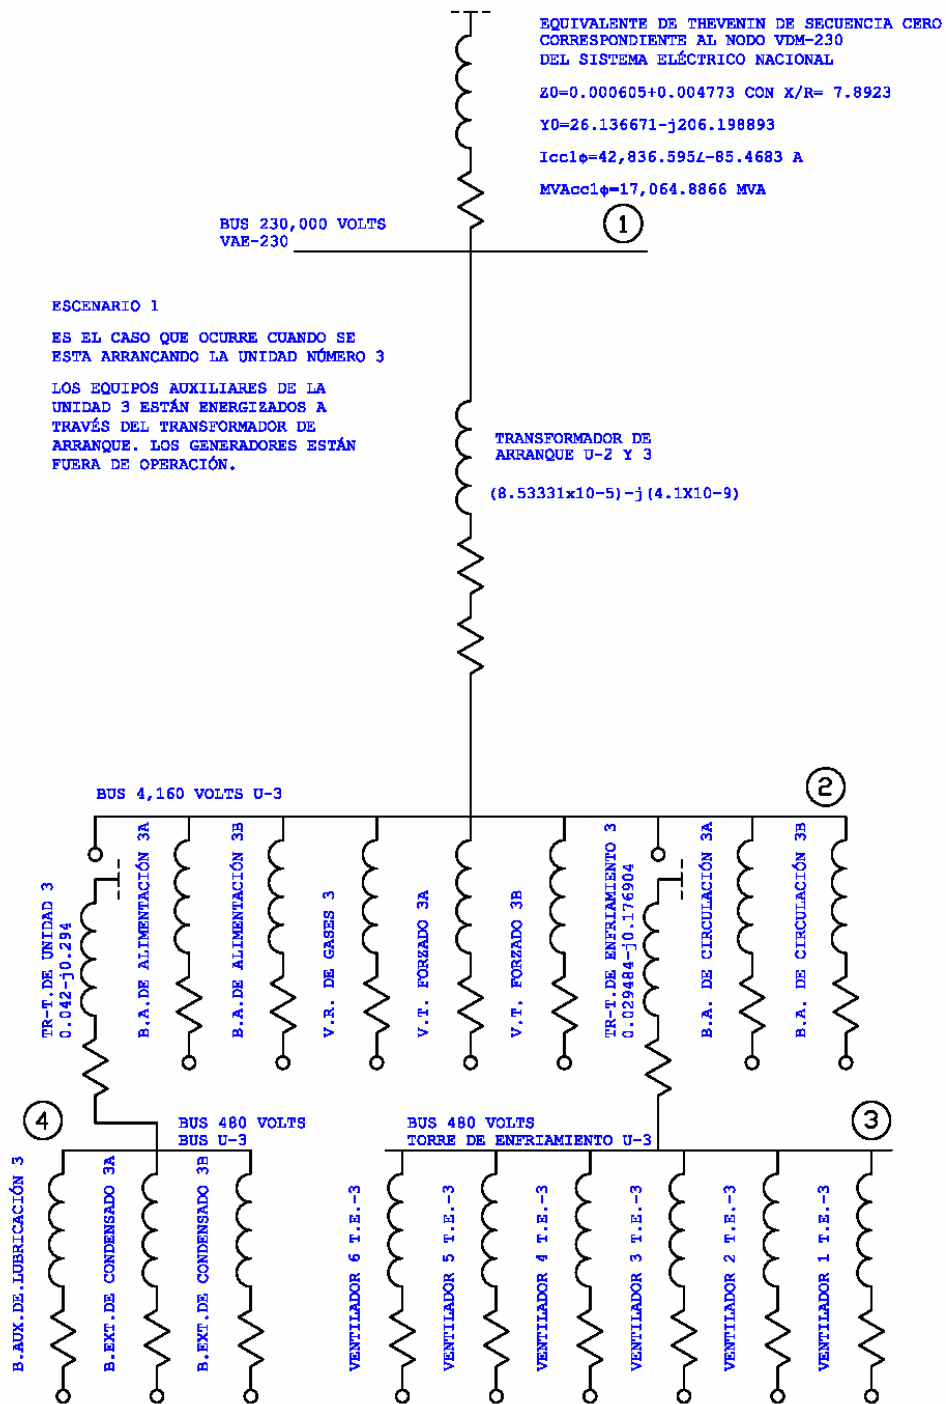 EQUIVALENTE DE THEVENIN DE SECUENCIA CERO
CORRESPONDIENTE AL NODO VDM-230
DEL SISTEMA ELÉCTRICO NACIONAL
Z0=0.000605+0.004773 CON X/R= 7.8923
Y0=26.136671-j206.198893
Icc1ϕ=42,836.595∠-85.4683 A
MVAcc1ϕ=17,064.8866 MVA
BUS 230,000 VOLTS
VAE-230
1
ESCENARIO 1
ES EL CASO QUE OCURRE CUANDO SE
ESTA ARRANCANDO LA UNIDAD NÚMERO 3
LOS EQUIPOS AUXILIARES DE LA
UNIDAD 3 ESTÁN ENERGIZADOS A
TRAVÉS DEL TRANSFORMADOR DE
ARRANQUE. LOS GENERADORES ESTÁN
FUERA DE OPERACIÓN.
TRANSFORMADOR DE
ARRANQUE U-2 Y 3
(8.53331x10-5)-j(4.1X10-9)
BUS 4,160 VOLTS U-3
2
TR-T.DE UNIDAD 3
0.042-j0.294
B.A.DE ALIMENTACIÓN 3A
B.A.DE ALIMENTACIÓN 3B
V.R. DE GASES 3
V.T. FORZADO 3A
V.T. FORZADO 3B
TR-T.DE ENFRIAMIENTO 3
0.029484-j0.176904
B.A. DE CIRCULACIÓN 3A
B.A. DE CIRCULACIÓN 3B
4
BUS 480 VOLTS
BUS U-3
BUS 480 VOLTS
TORRE DE ENFRIAMIENTO U-3
3
B.AUX.DE.LUBRICACIÓN 3
B.EXT.DE CONDENSADO 3A
B.EXT.DE CONDENSADO 3B
VENTILADOR 6 T.E.-3
VENTILADOR 5 T.E.-3
VENTILADOR 4 T.E.-3
VENTILADOR 3 T.E.-3
VENTILADOR 2 T.E.-3
VENTILADOR 1 T.E.-3